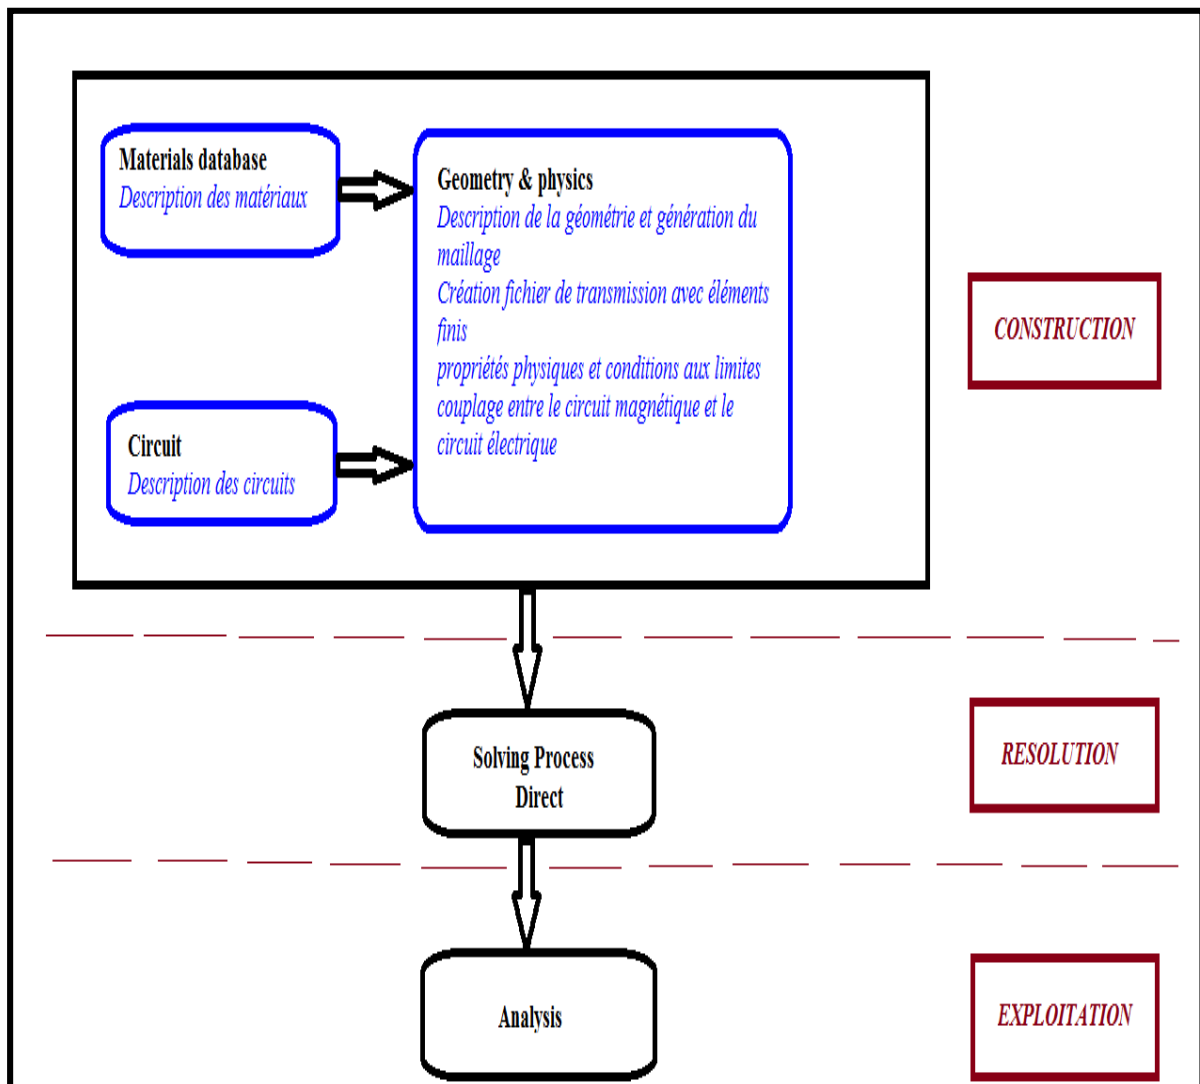 Materials database
Description des matériaux
Geometry & physics
Description de la géométrie et génération du
maillage
Création fichier de transmission avec éléments
finis
propriétés physiques et conditions aux limites
couplage entre le circuit magnétique et le
circuit électrique
Circuit
Description des circuits
CONSTRUCTION
Solving Process
Direct
RESOLUTION
Analysis
EXPLOITATION